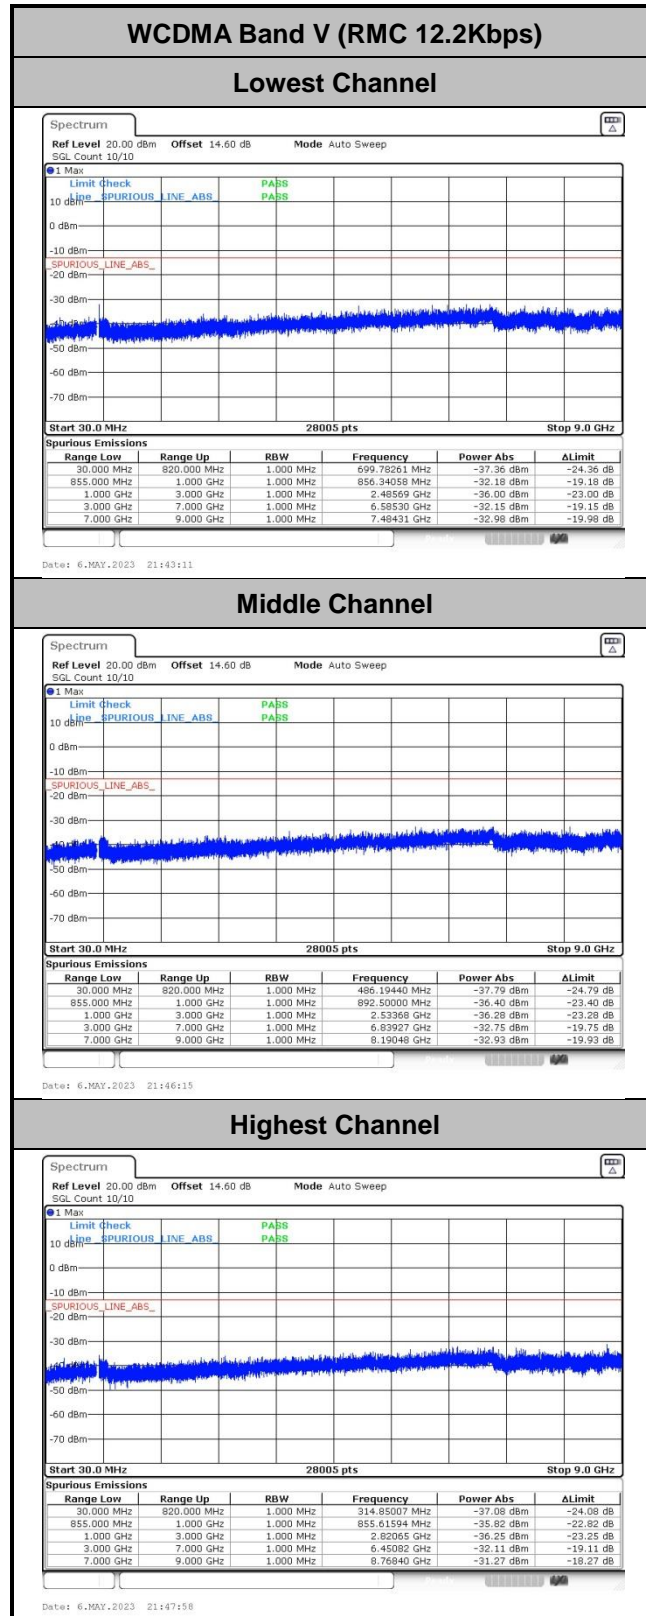 WCDMA Band V (RMC 12.2Kbps)
Lowest Channel
Spectrum
Ref Level 20.00 dBm Offset 14.60 dB Mode Auto Sweep
SGL Count 10/10
1 Max
Limit Check PASS
10 dBm Line _SPURIOUS_LINE_ABS_ PASS
0 dBm
-10 dBm
_SPURIOUS_LINE_ABS_
-20 dBm
-30 dBm
-40 dBm
-50 dBm
-60 dBm
-70 dBm
Start 30.0 MHz 28005 pts Stop 9.0 GHz
Spurious Emissions
Range Low Range Up RBW Frequency Power Abs ΔLimit
30.000 MHz 820.000 MHz 1.000 MHz 699.78261 MHz -37.36 dBm -24.36 dB
855.000 MHz 1.000 GHz 1.000 MHz 856.34058 MHz -32.18 dBm -19.18 dB
1.000 GHz 3.000 GHz 1.000 MHz 2.48569 GHz -36.00 dBm -23.00 dB
3.000 GHz 7.000 GHz 1.000 MHz 6.58530 GHz -32.15 dBm -19.15 dB
7.000 GHz 9.000 GHz 1.000 MHz 7.48431 GHz -32.98 dBm -19.98 dB
Ready
Date: 6.MAY.2023 21:43:11
Middle Channel
Spectrum
Ref Level 20.00 dBm Offset 14.60 dB Mode Auto Sweep
SGL Count 10/10
1 Max
Limit Check PASS
10 dBm Line _SPURIOUS_LINE_ABS_ PASS
0 dBm
-10 dBm
_SPURIOUS_LINE_ABS_
-20 dBm
-30 dBm
-40 dBm
-50 dBm
-60 dBm
-70 dBm
Start 30.0 MHz 28005 pts Stop 9.0 GHz
Spurious Emissions
Range Low Range Up RBW Frequency Power Abs ΔLimit
30.000 MHz 820.000 MHz 1.000 MHz 486.19440 MHz -37.79 dBm -24.79 dB
855.000 MHz 1.000 GHz 1.000 MHz 892.50000 MHz -36.40 dBm -23.40 dB
1.000 GHz 3.000 GHz 1.000 MHz 2.53368 GHz -36.28 dBm -23.28 dB
3.000 GHz 7.000 GHz 1.000 MHz 6.83927 GHz -32.75 dBm -19.75 dB
7.000 GHz 9.000 GHz 1.000 MHz 8.19048 GHz -32.93 dBm -19.93 dB
Ready
Date: 6.MAY.2023 21:46:15
Highest Channel
Spectrum
Ref Level 20.00 dBm Offset 14.60 dB Mode Auto Sweep
SGL Count 10/10
1 Max
Limit Check PASS
10 dBm Line _SPURIOUS_LINE_ABS_ PASS
0 dBm
-10 dBm
_SPURIOUS_LINE_ABS_
-20 dBm
-30 dBm
-40 dBm
-50 dBm
-60 dBm
-70 dBm
Start 30.0 MHz 28005 pts Stop 9.0 GHz
Spurious Emissions
Range Low Range Up RBW Frequency Power Abs ΔLimit
30.000 MHz 820.000 MHz 1.000 MHz 314.85007 MHz -37.08 dBm -24.08 dB
855.000 MHz 1.000 GHz 1.000 MHz 855.61594 MHz -35.82 dBm -22.82 dB
1.000 GHz 3.000 GHz 1.000 MHz 2.82065 GHz -36.25 dBm -23.25 dB
3.000 GHz 7.000 GHz 1.000 MHz 6.45082 GHz -32.11 dBm -19.11 dB
7.000 GHz 9.000 GHz 1.000 MHz 8.76840 GHz -31.27 dBm -18.27 dB
Ready
Date: 6.MAY.2023 21:47:58